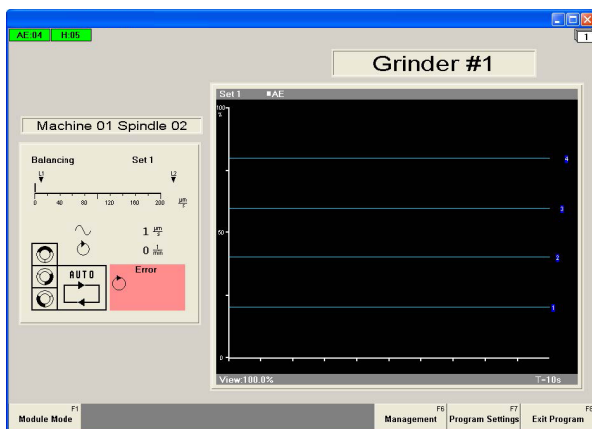 AE:04 H:05
1
Grinder #1
Machine 01 Spindle 02
Balancing Set 1
L1 L2
0 40 80 120 160 200 µm/s
1 µm/s
0 1/min
AUTO
Error
Set 1 AE
100
%
50
0
4
3
2
1
View:100.0% T=10s
F1
Module Mode
F6
Management
F7
Program Settings
F8
Exit Program